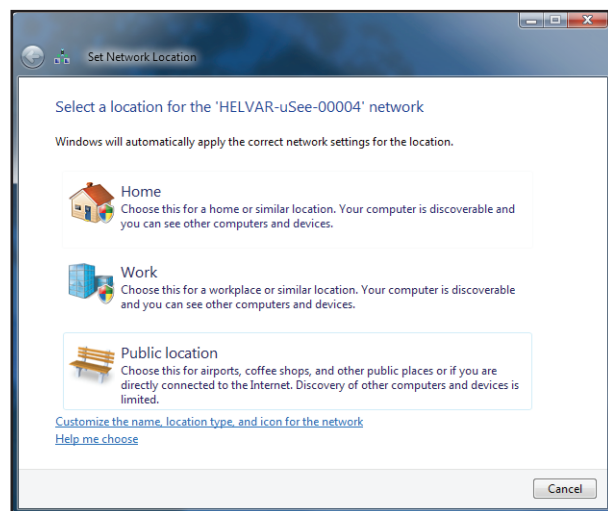 Set Network Location
Select a location for the 'HELVAR-uSee-00004' network
Windows will automatically apply the correct network settings for the location.
Home
Choose this for a home or similar location. Your computer is discoverable and
you can see other computers and devices.
Work
Choose this for a workplace or similar location. Your computer is discoverable
and you can see other computers and devices.
Public location
Choose this for airports, coffee shops, and other public places or if you are
directly connected to the Internet. Discovery of other computers and devices is
limited.
Customize the name, location type, and icon for the network
Help me choose
Cancel